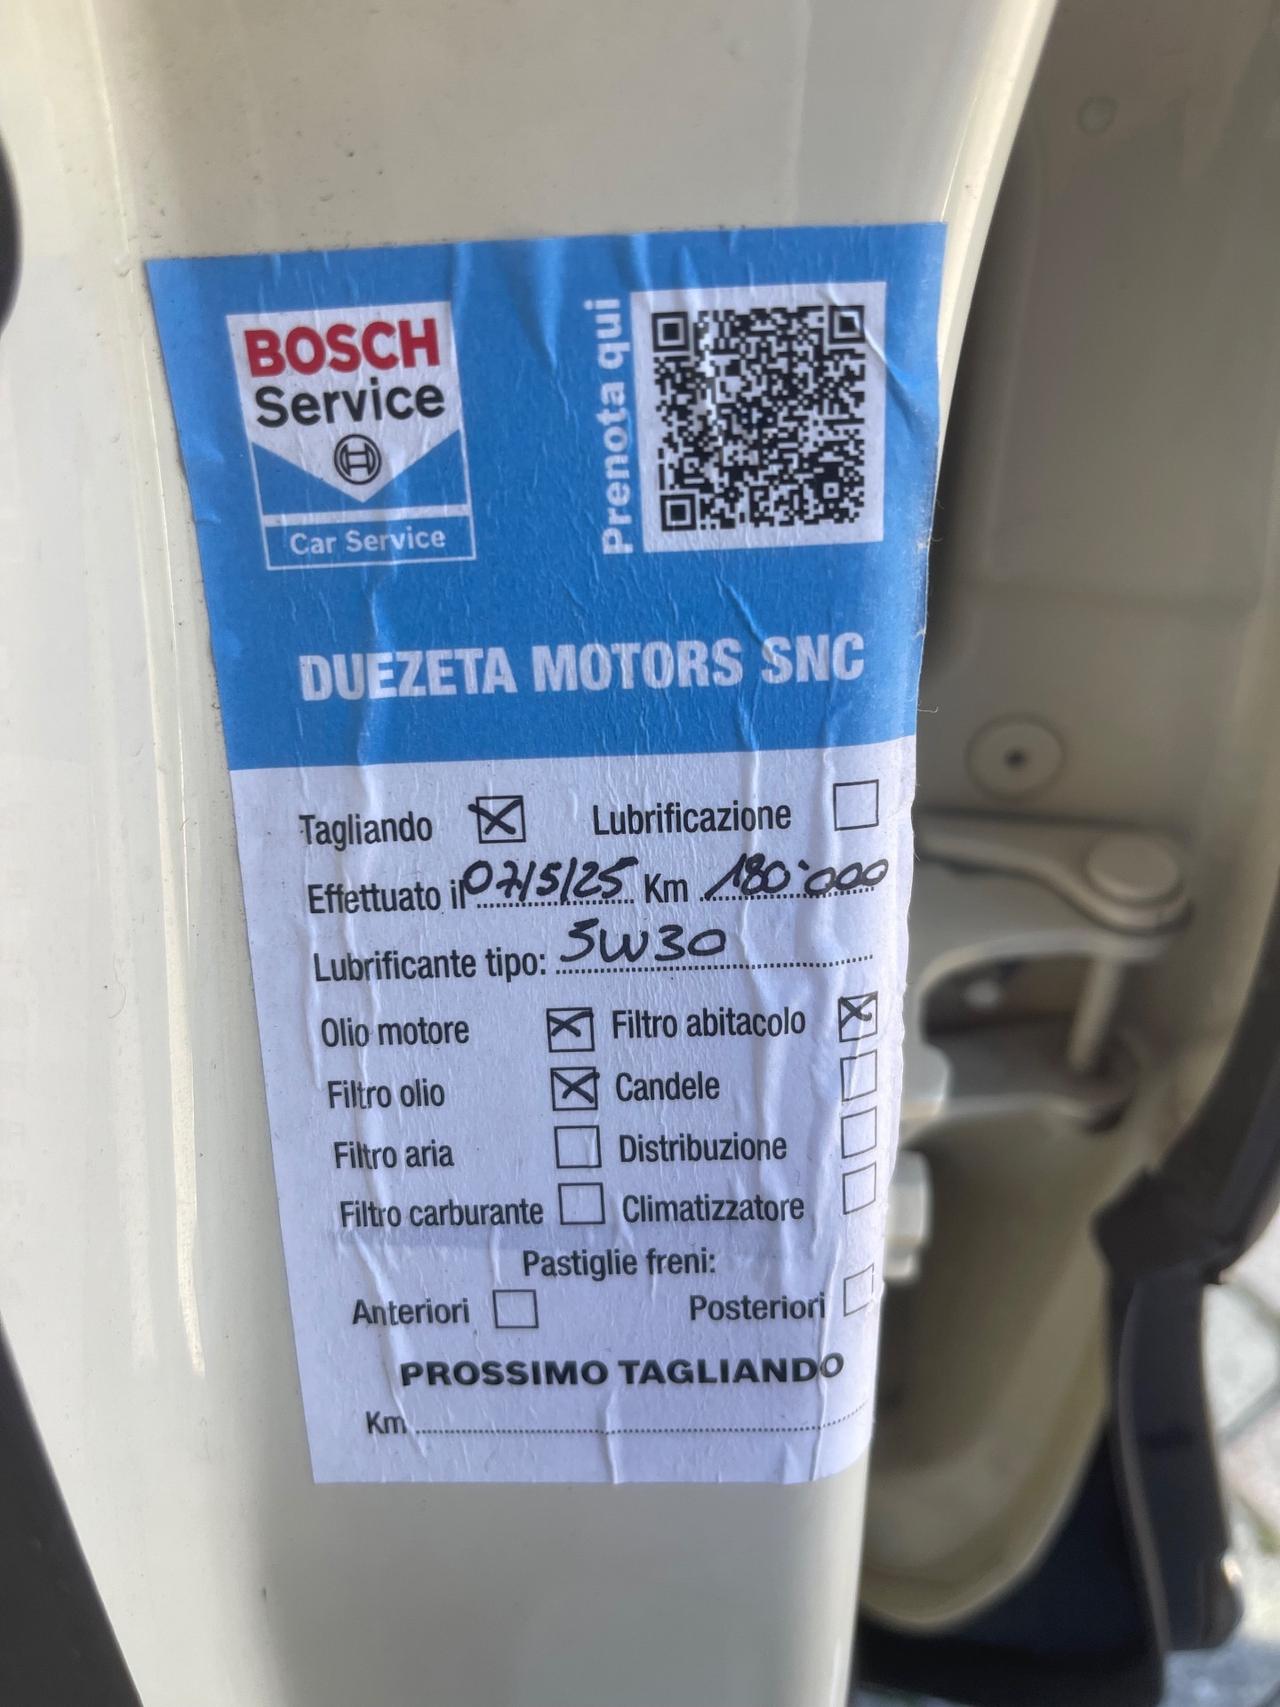 BOSCH
Service
Car Service
Prenota qui
DUEZETA MOTORS SNC
Tagliando Lubrificazione
Effettuato il 07/5/25 Km 180'000
Lubrificante tipo: 5W30
Olio motore Filtro abitacolo
Filtro olio Candele
Filtro aria Distribuzione
Filtro carburante Climatizzatore
Pastiglie freni:
Anteriori Posteriori
PROSSIMO TAGLIANDO
Km